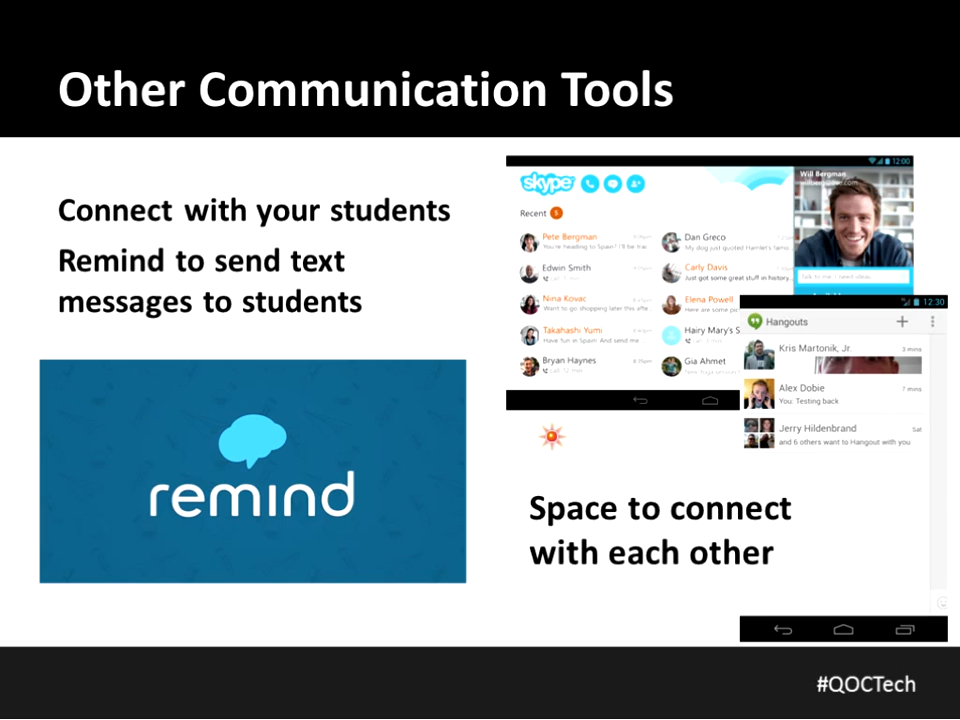 Other Communication Tools
Connect with your students
Remind to send text
messages to students
remind
skype
12:00
Recent 5
Pete Bergman
You're heading to Spain? I'll be
Edwin Smith
Nina Kovac
Want to go shopping later this
Takahashi Yumi
Have fun in Spain! And send me
Bryan Haynes
Dan Greco
My dog just quoted Hamlet's
Carly Davis
Just got some great stuff in history
Elena Powell
Here are some
Hairy Mary's S
Gia Ahmet
Will Bergman
12:30
Hangouts
Kris Martonik, Jr.
3 mins
Alex Dobie
7 mins
You: Testing back
Jerry Hildenbrand
Sat
and 6 others want to Hangout with you
Space to connect
with each other
#QOCTech